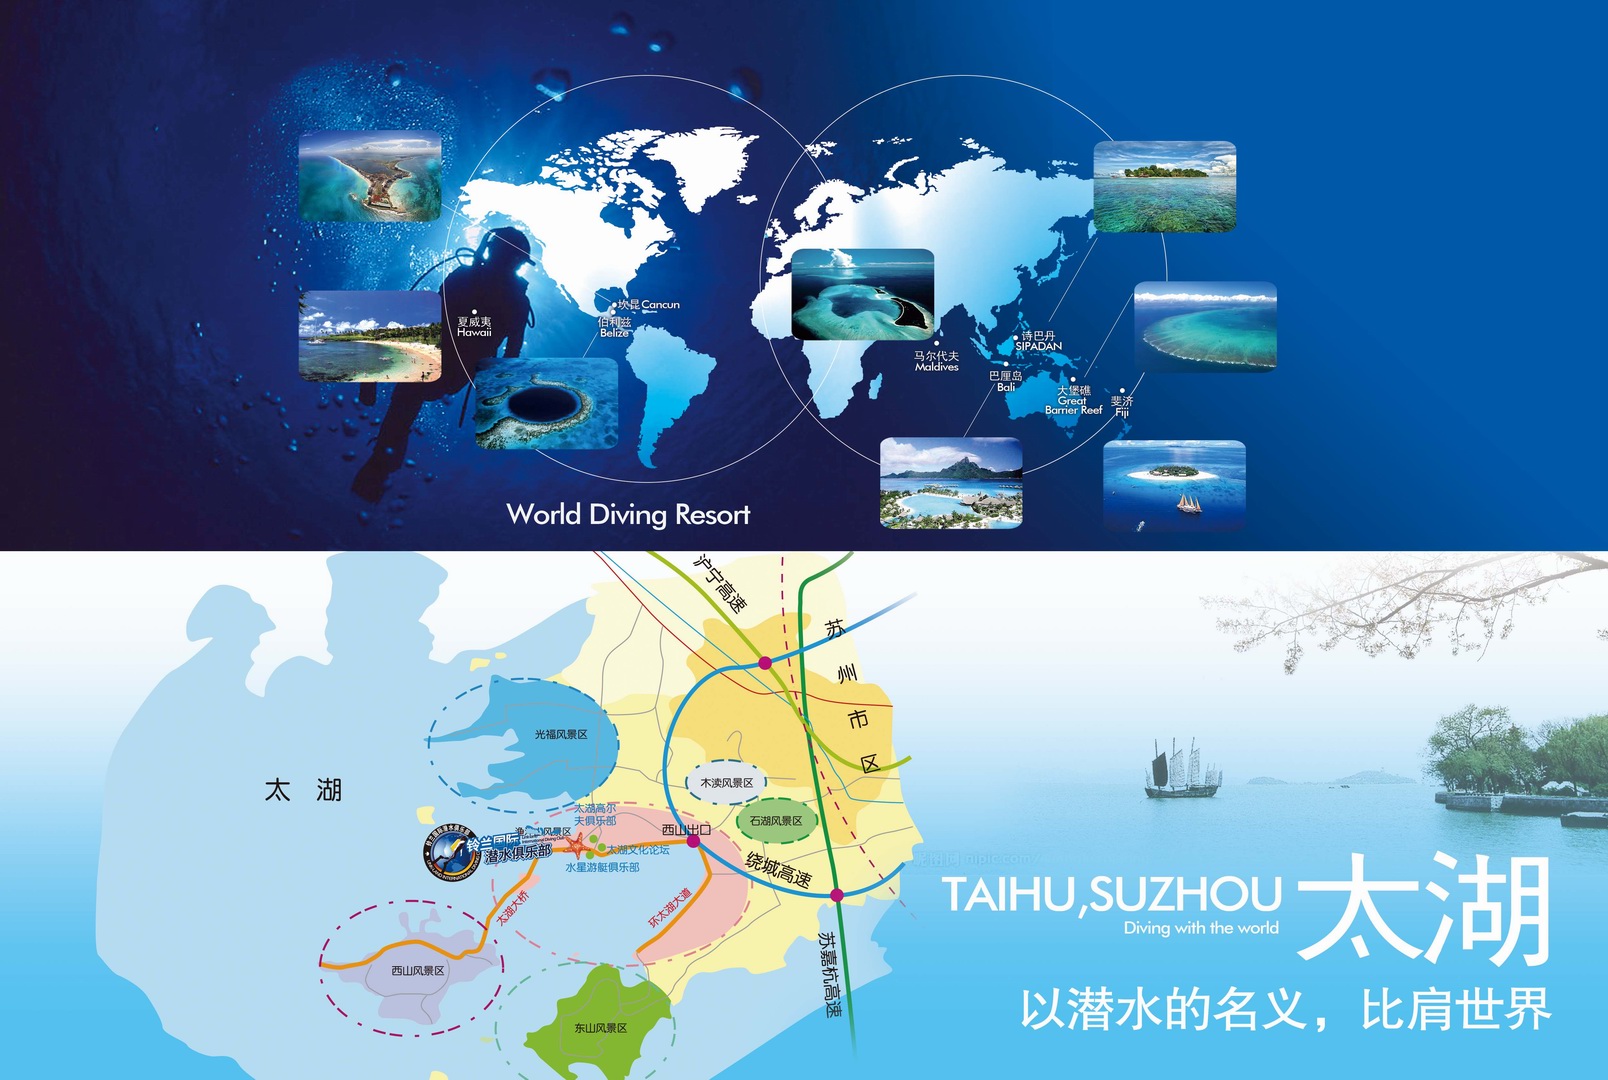 坎昆Cancun
夏威夷
Hawaii
伯利兹
Belize
诗巴丹
SIPADAN
马尔代夫
Maldives
巴厘岛
Bali
大堡礁
Great
Barrier Reef
斐济
Fiji
World Diving Resort
沪宁高速
苏州市区
光福风景区
木渎风景区
太湖
太湖高尔
夫俱乐部
石湖风景区
西山出口
风景区
铃兰国际
潜水俱乐部
太湖文化论坛
水星游艇俱乐部
绕城高速
太湖大桥
环太湖大道
苏嘉杭高速
西山风景区
东山风景区
TAIHU,SUZHOU
太湖
Diving with the world
以潜水的名义，比肩世界